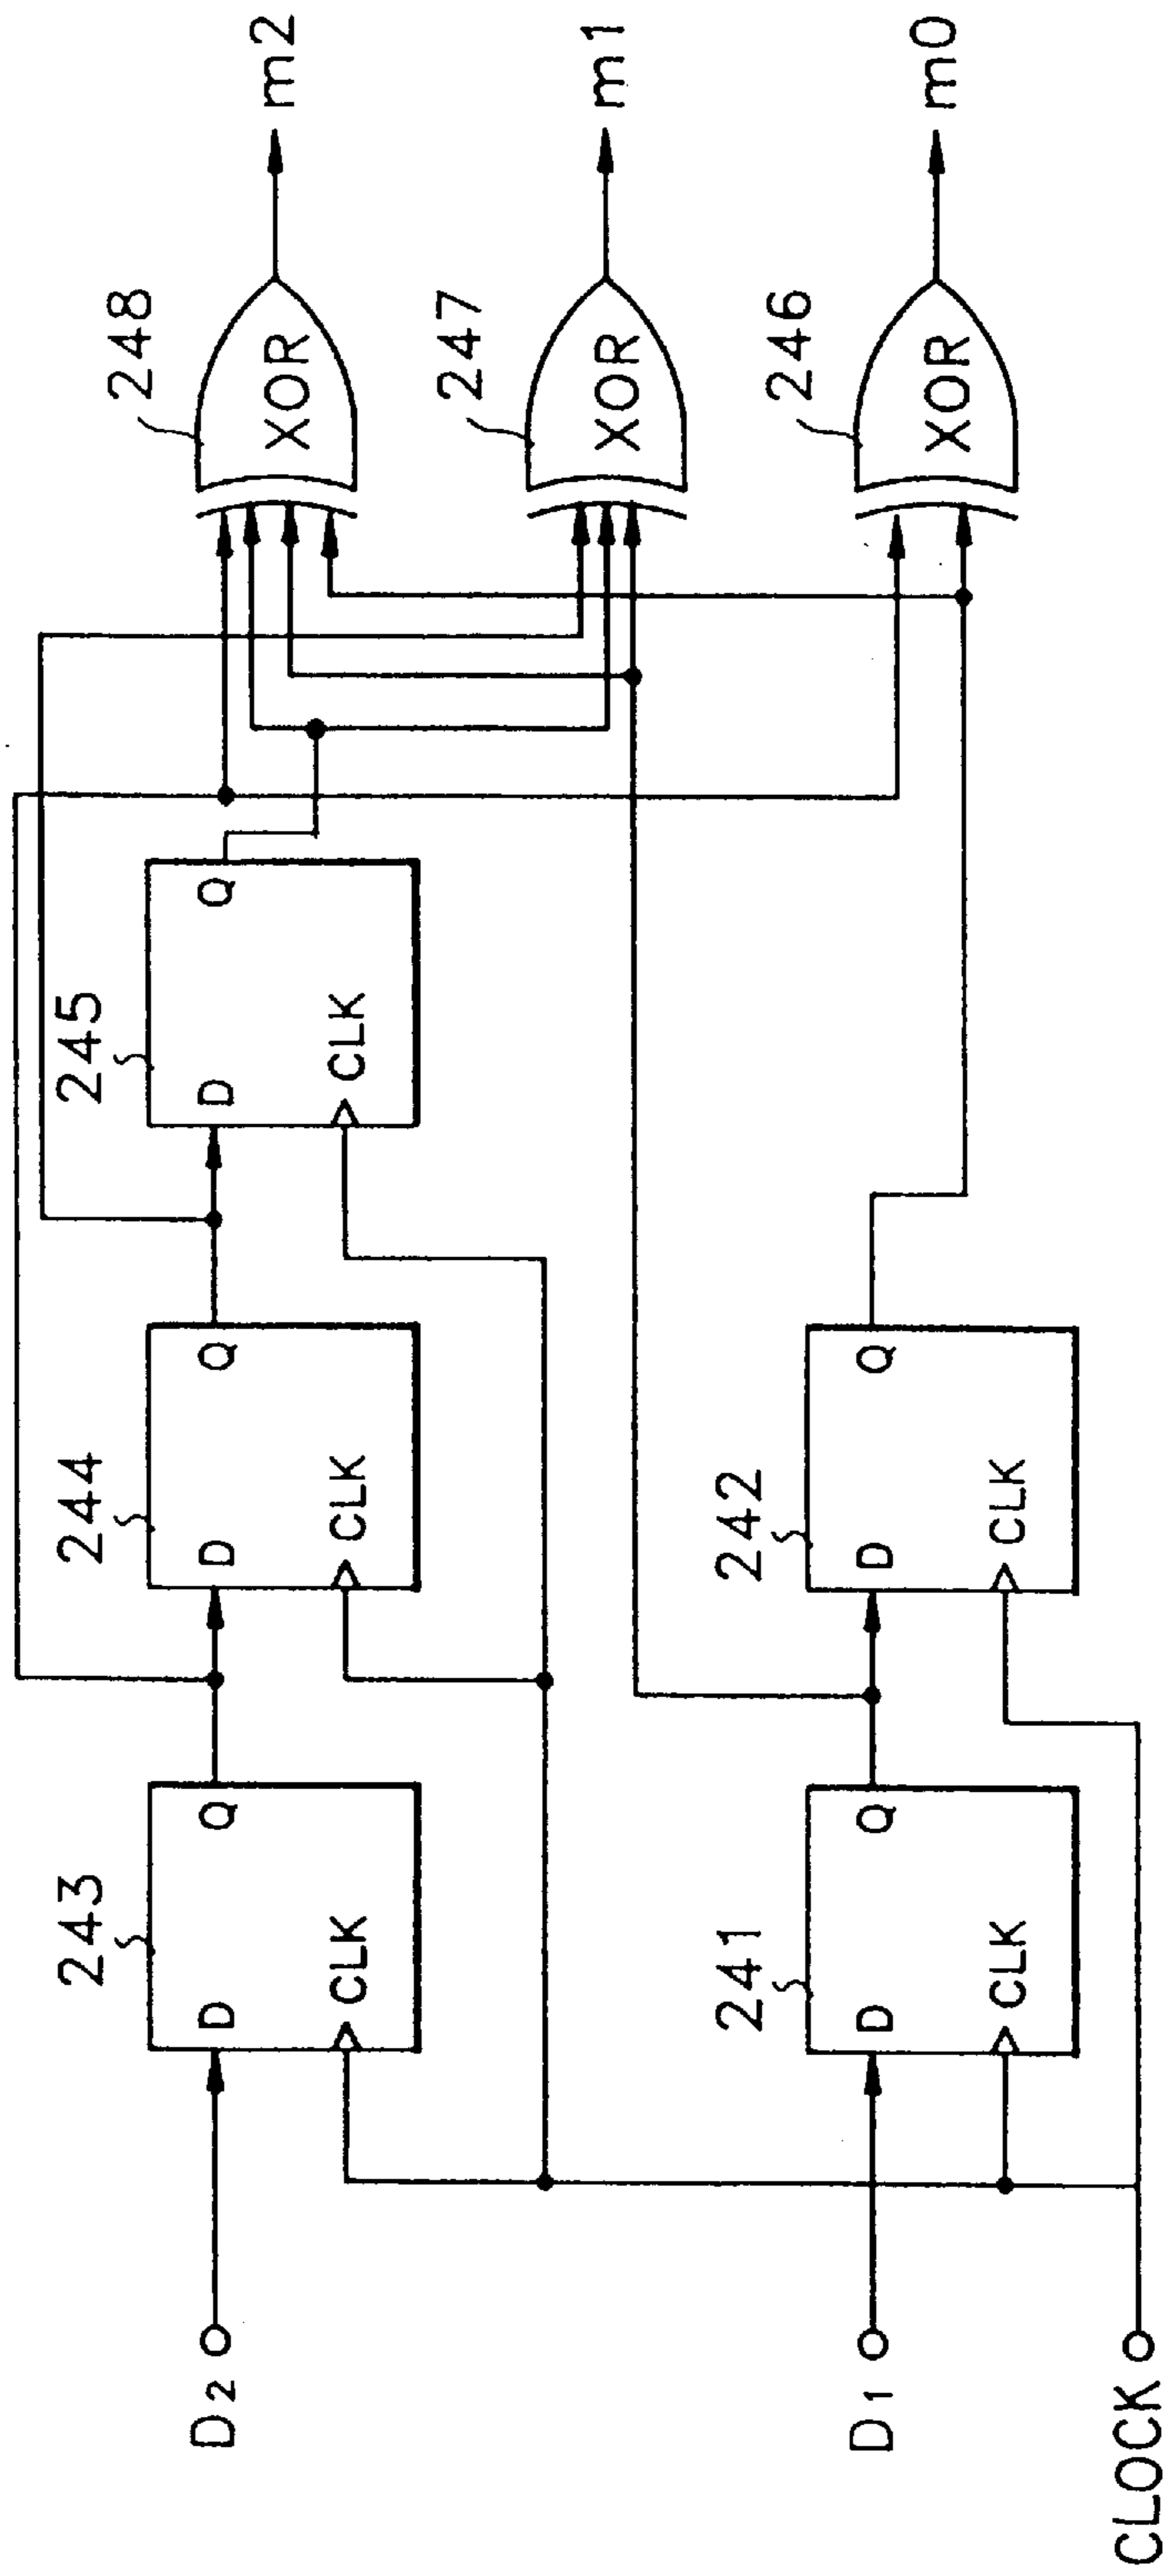 D2
243
D
Q
CLK
244
D
Q
CLK
245
D
Q
CLK
248
XOR
m2
247
XOR
m1
D1
241
D
Q
CLK
242
D
Q
CLK
246
XOR
m0
CLOCK